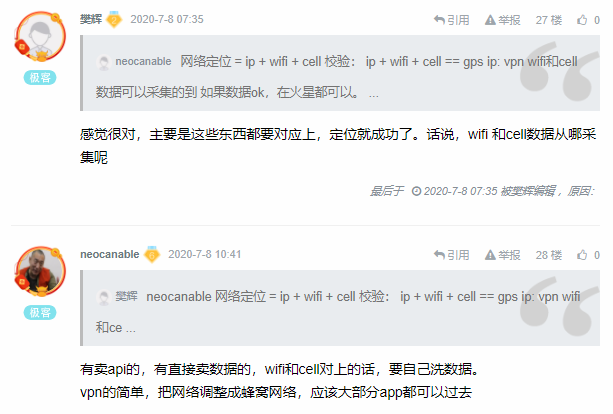 樊辉 2020-7-8 07:35 引用 举报 27 楼 0
极客
neocanable 网络定位 = ip + wifi + cell 校验： ip + wifi + cell == gps ip: vpn wifi和cell
数据可以采集的到 如果数据ok，在火星都可以。 ...
感觉很对，主要是这些东西都要对应上，定位就成功了。话说，wifi 和cell数据从哪采
集呢
最后于 2020-7-8 07:35 被樊辉编辑 ，原因：
neocanable 2020-7-8 10:41 引用 举报 28 楼 0
极客
樊辉 neocanable 网络定位 = ip + wifi + cell 校验： ip + wifi + cell == gps ip: vpn wifi
和ce ...
有卖api的，有直接卖数据的，wifi和cell对上的话，要自己洗数据。
vpn的简单，把网络调整成蜂窝网络，应该大部分app都可以过去